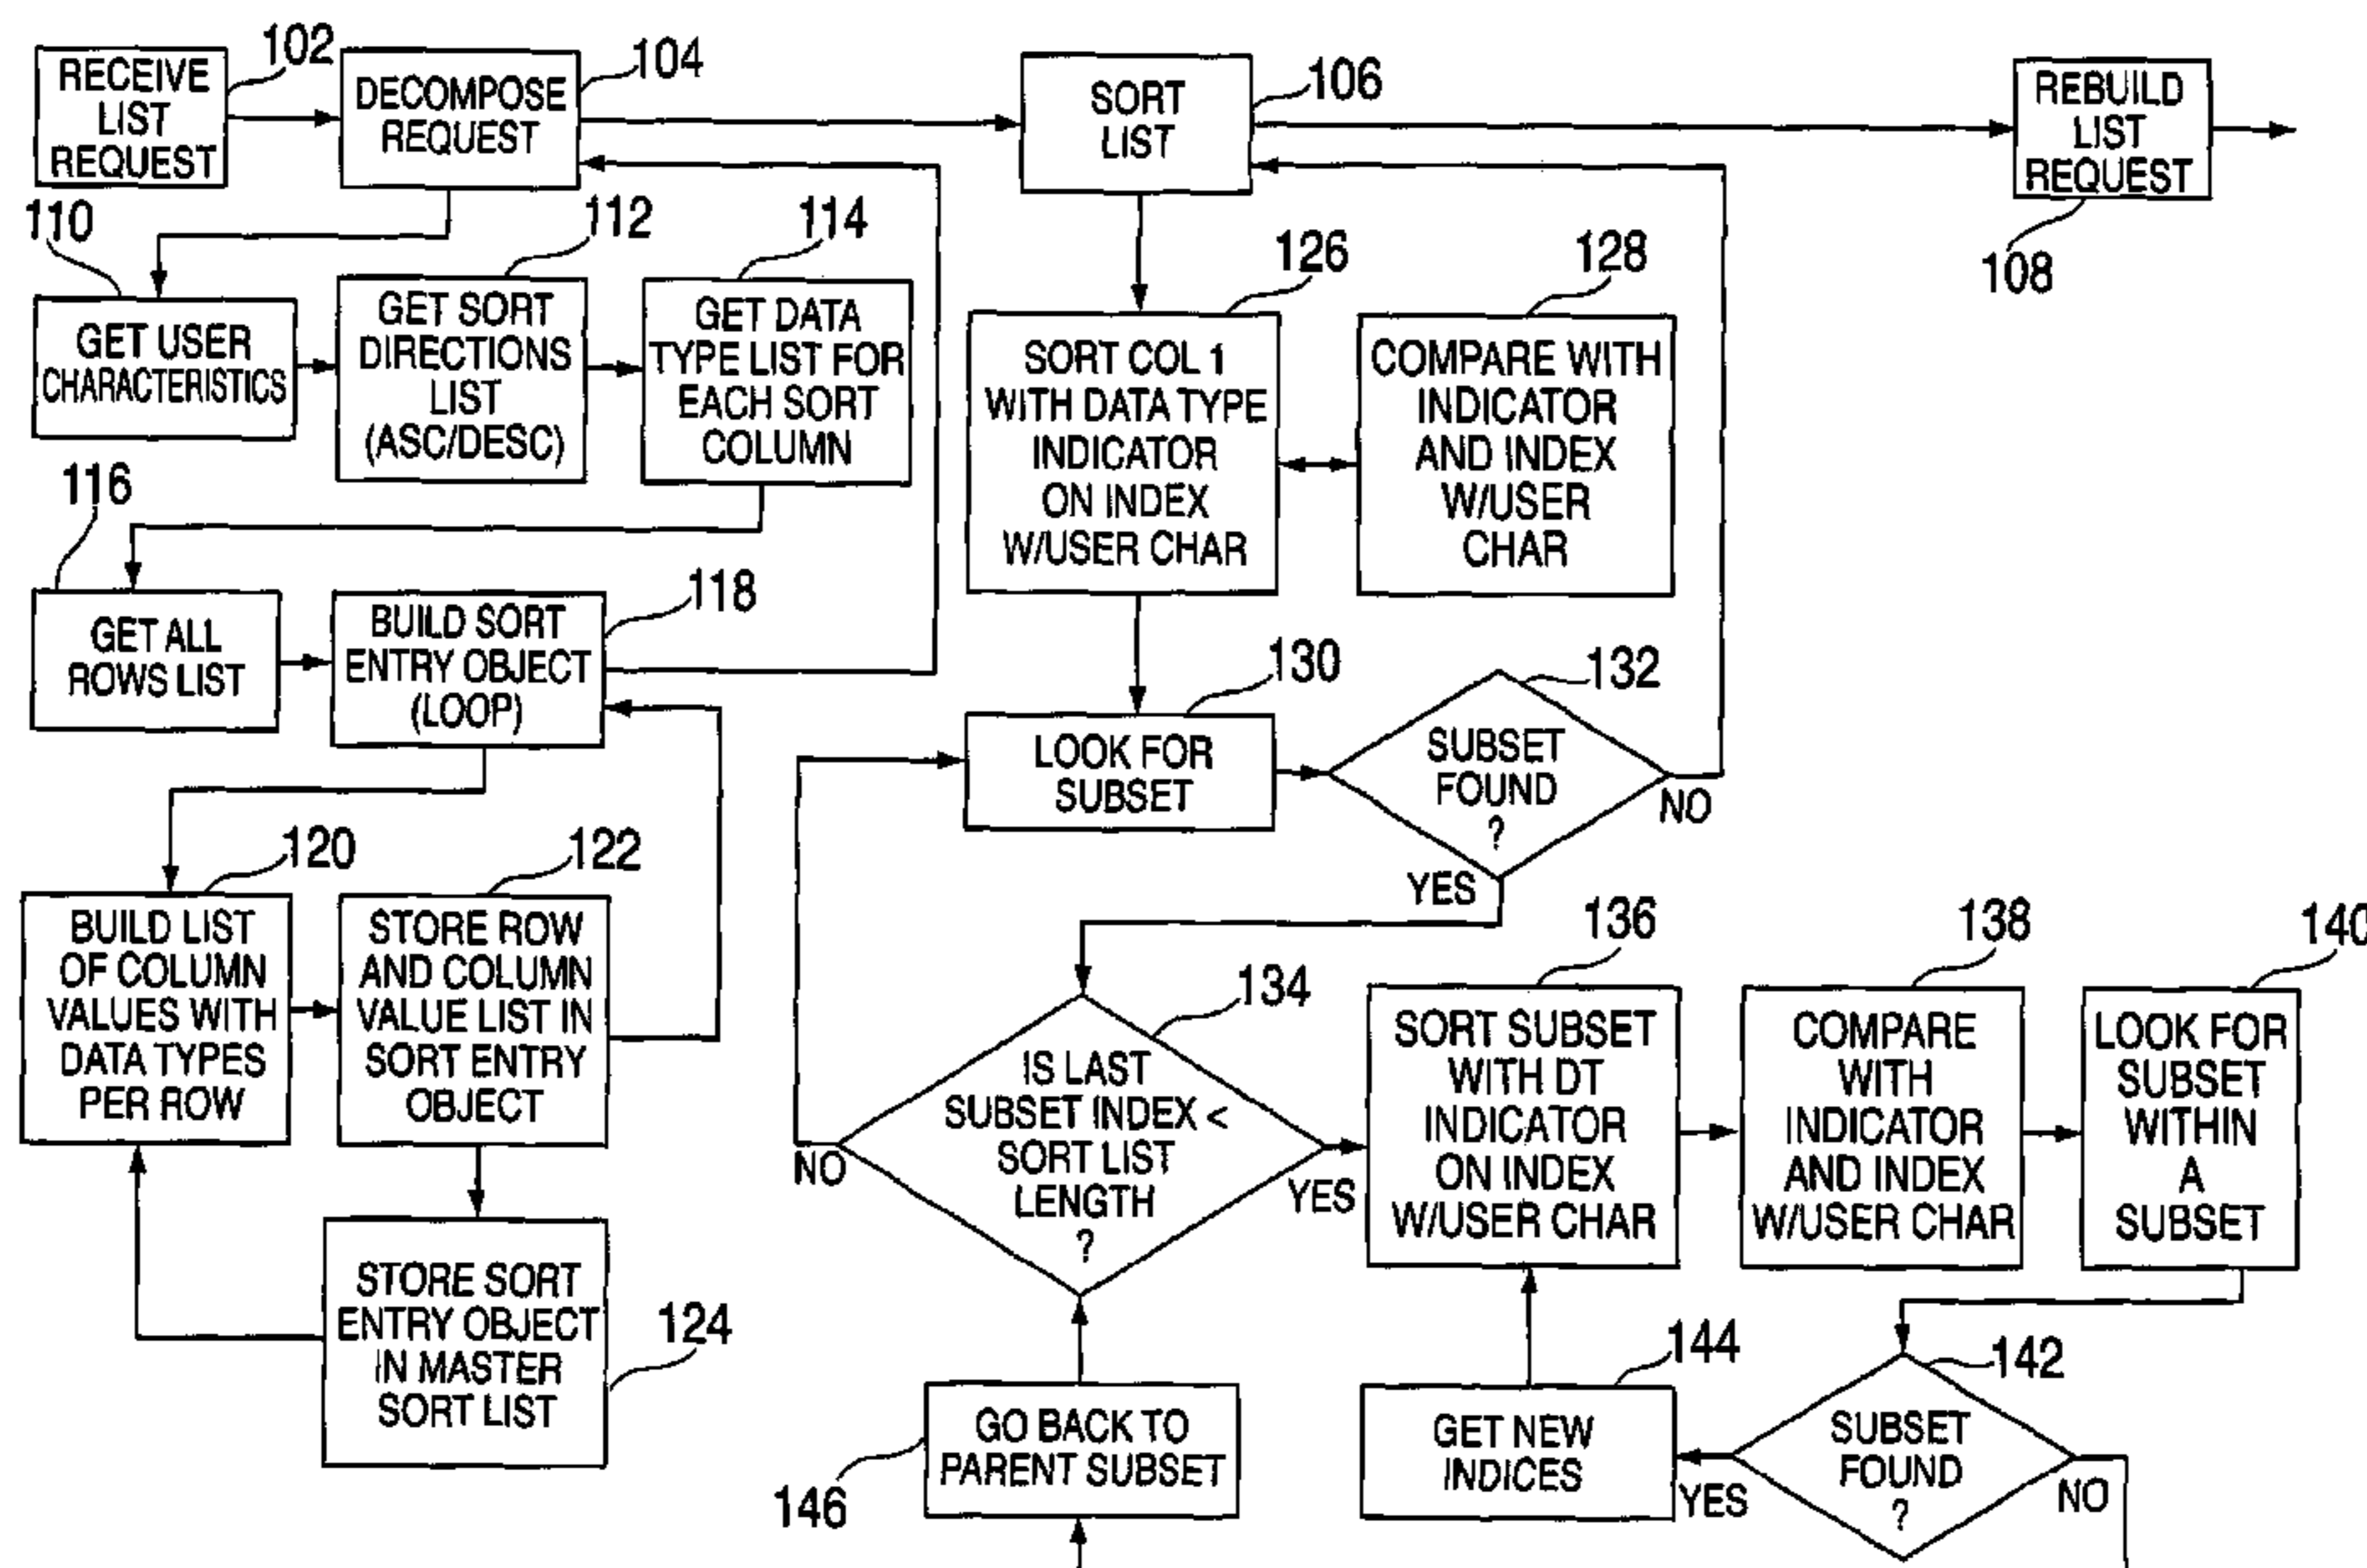 RECEIVE
LIST
REQUEST
102
DECOMPOSE
REQUEST
104
SORT
LIST
106
REBUILD
LIST
REQUEST
108
110
GET USER
CHARACTERISTICS
112
GET SORT
DIRECTIONS
LIST
(ASC/DESC)
114
GET DATA
TYPE LIST FOR
EACH SORT
COLUMN
126
SORT COL 1
WITH DATA TYPE
INDICATOR
ON INDEX
W/USER CHAR
128
COMPARE WITH
INDICATOR
AND INDEX
W/USER
CHAR
116
GET ALL
ROWS LIST
118
BUILD SORT
ENTRY OBJECT
(LOOP)
130
LOOK FOR
SUBSET
132
SUBSET
FOUND
?
NO
YES
120
BUILD LIST
OF COLUMN
VALUES WITH
DATA TYPES
PER ROW
122
STORE ROW
AND COLUMN
VALUE LIST IN
SORT ENTRY
OBJECT
134
IS LAST
SUBSET INDEX <
SORT LIST
LENGTH
?
NO
YES
136
SORT SUBSET
WITH DT
INDICATOR
ON INDEX
W/USER CHAR
138
COMPARE
WITH
INDICATOR
AND INDEX
W/USER CHAR
140
LOOK FOR
SUBSET
WITHIN
A
SUBSET
STORE SORT
ENTRY OBJECT
IN MASTER
SORT LIST
124
146
GO BACK TO
PARENT SUBSET
144
GET NEW
INDICES
142
SUBSET
FOUND
?
YES
NO